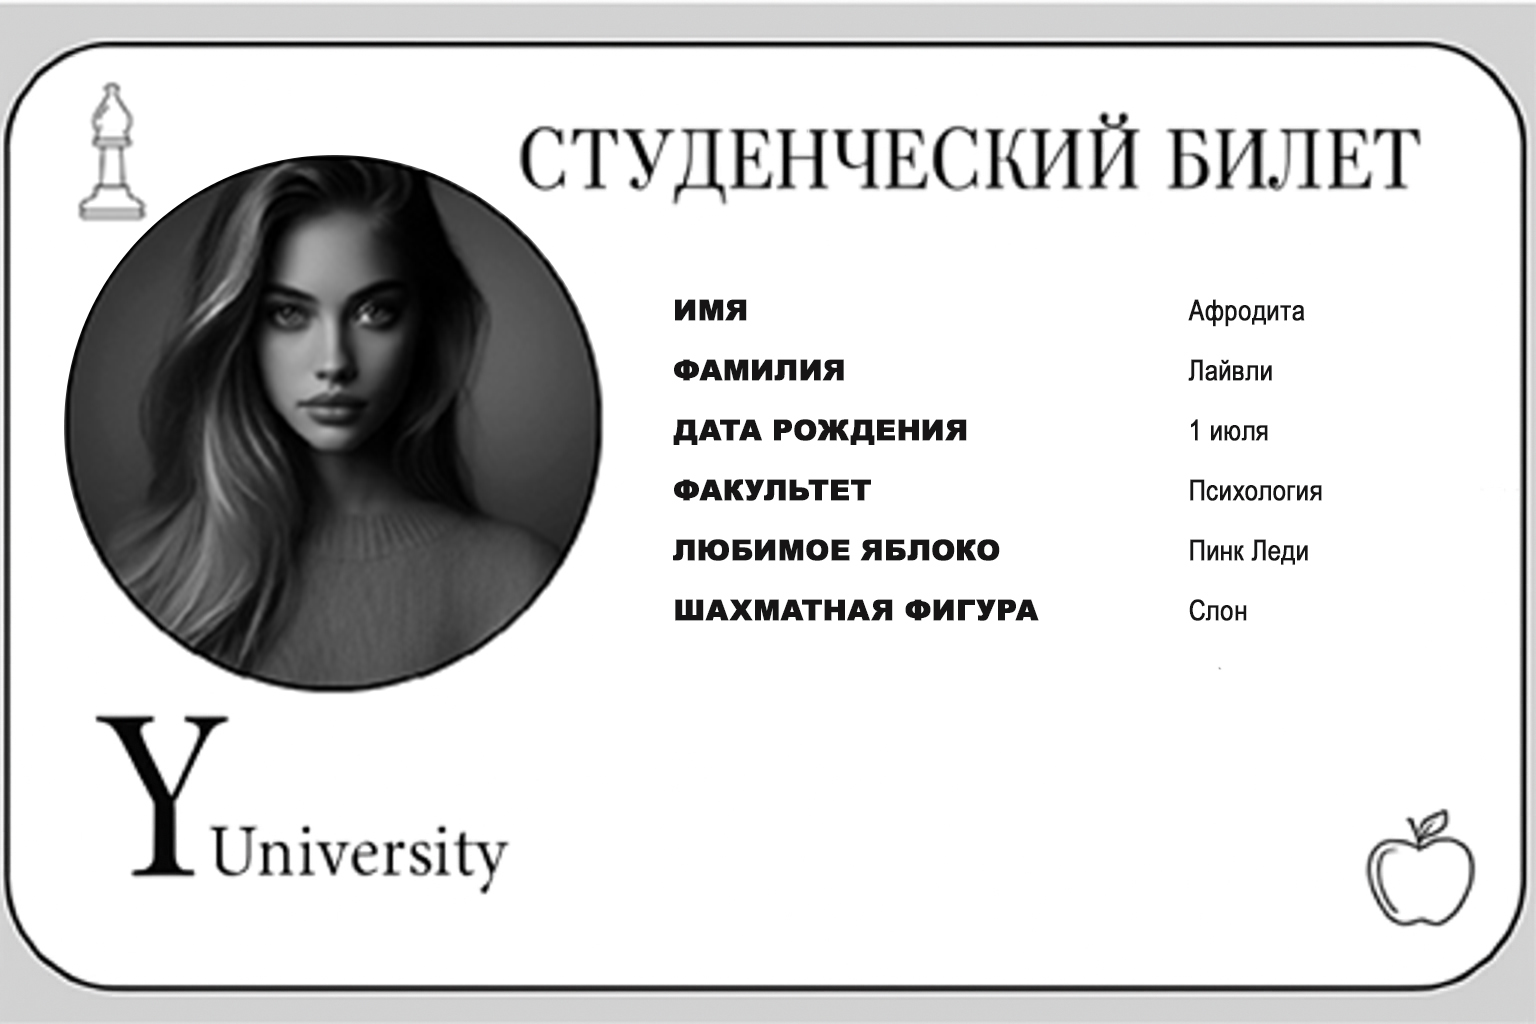 СТУДЕНЧЕСКИЙ БИЛЕТ
ИМЯ Афродита
ФАМИЛИЯ Лайвли
ДАТА РОЖДЕНИЯ 1 июля
ФАКУЛЬТЕТ Психология
ЛЮБИМОЕ ЯБЛОКО Пинк Леди
ШАХМАТНАЯ ФИГУРА Слон
Y University